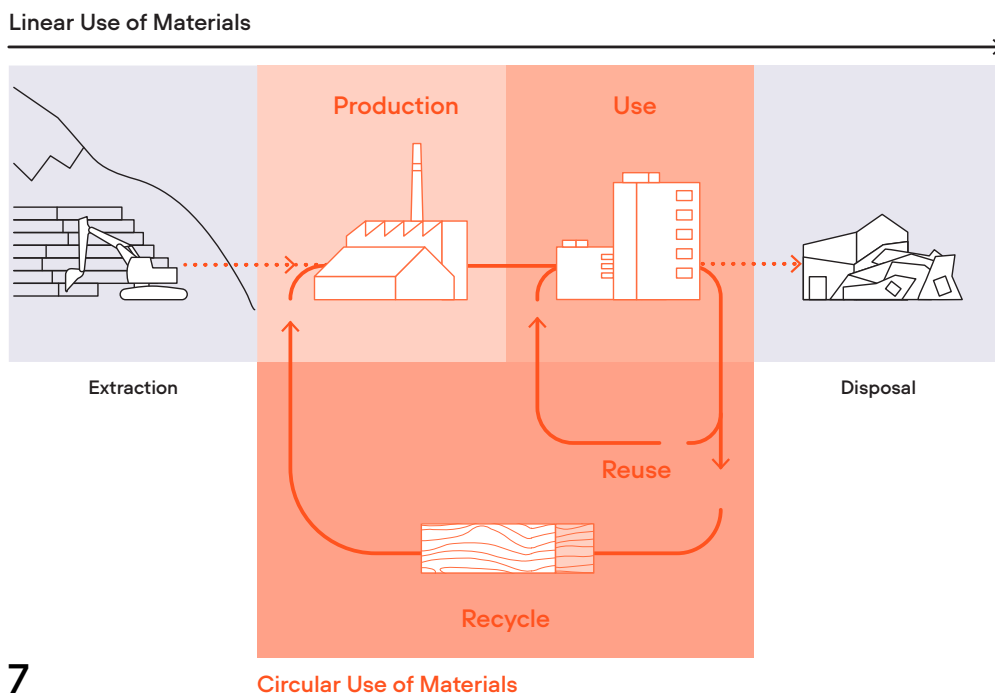 Linear Use of Materials
Production
Use
Extraction
Disposal
Reuse
Recycle
7
Circular Use of Materials